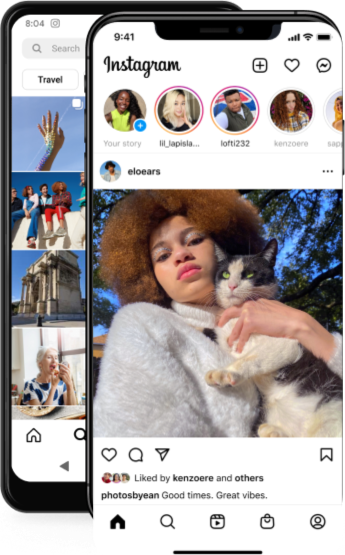 8:04
Search
Travel
9:41
Instagram
Your story
lil_lapisla...
lofti232
kenzoere
sap
eloears
Liked by kenzoere and others
photosbyean Good times. Great vibes.